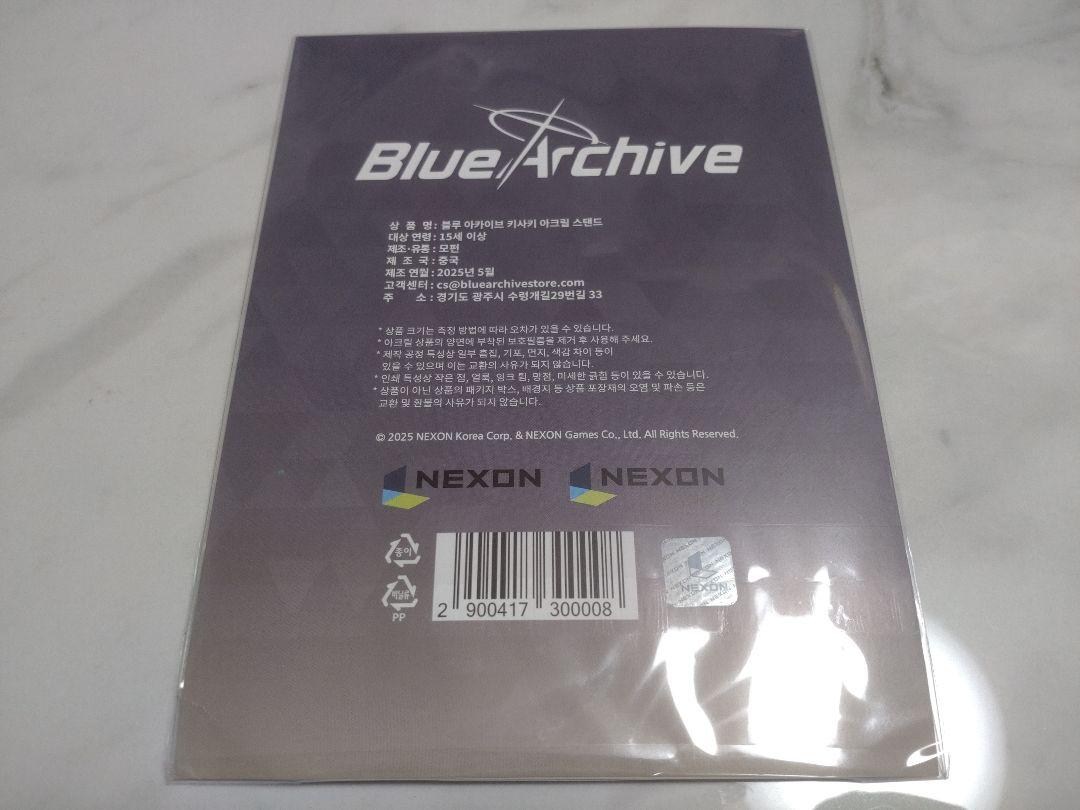 Blue Archive
상 품 명 : 블루 아카이브 키사키 아크릴 스탠드
대상 연령 : 15세 이상
제조·유통 : 모펀
제 조 국 : 중국
제조 연월 : 2025년 5월
고객센터 : cs@bluearchivestore.com
주 소 : 경기도 광주시 수렁개길29번길 33
* 상품 크기는 측정 방법에 따라 오차가 있을 수 있습니다.
* 아크릴 상품의 양면에 부착된 보호필름을 제거 후 사용해 주세요.
* 제작 공정 특성상 일부 흠집, 기포, 먼지, 색감 차이 등이
있을 수 있으며 이는 교환의 사유가 되지 않습니다.
* 인쇄 특성상 작은 점, 얼룩, 잉크 튐, 망점, 미세한 긁힘 등이 있을 수 있습니다.
* 상품이 아닌 상품의 패키지 박스, 배경지 등 상품 포장재의 오염 및 파손 등은
교환 및 환불의 사유가 되지 않습니다.
© 2025 NEXON Korea Corp. & NEXON Games Co., Ltd. All Rights Reserved.
NEXON NEXON
종이
비닐류
PP
2 900417 300008
NEXON